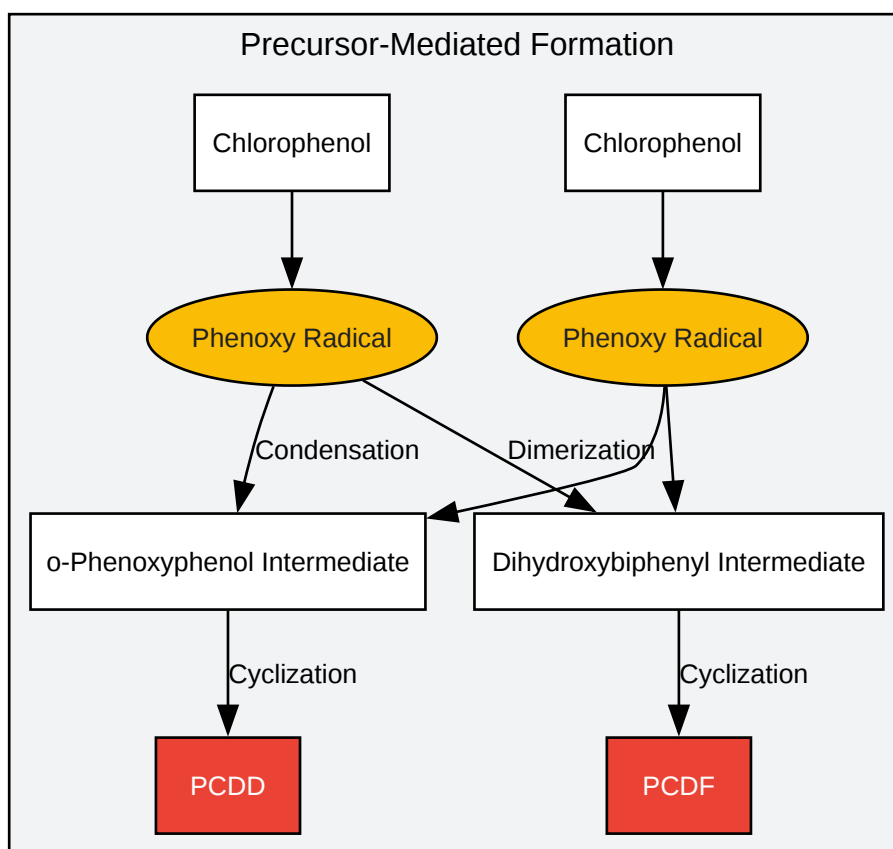 Precursor-Mediated Formation
Chlorophenol
Chlorophenol
Phenoxy Radical
Phenoxy Radical
Condensation
Dimerization
o-Phenoxyphenol Intermediate
Dihydroxybiphenyl Intermediate
Cyclization
Cyclization
PCDD
PCDF